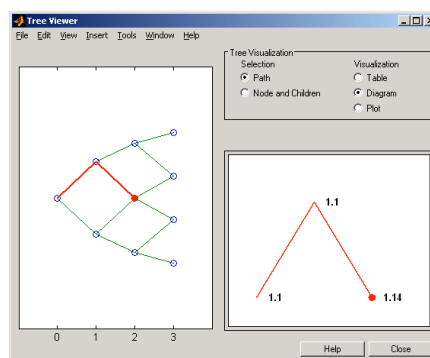 Tree Viewer
File Edit View Insert Tools Window Help
Tree Visualization
Selection Visualization
Path Table
Node and Children Diagram
Plot
1.1
1.1 1.14
0 1 2 3
Help Close